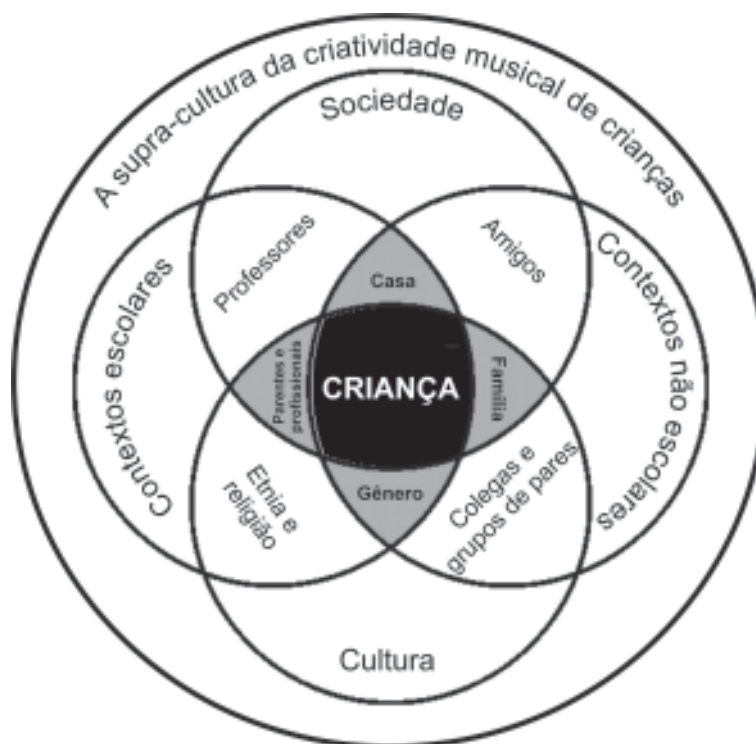 A supra-cultura da criatividade musical de crianças
Sociedade
Professores
Amigos
Contextos escolares
Contextos não escolares
Casa
Parentes e
profissionais
CRIANÇA
Família
Gênero
Etnia e
religião
Colegas e
grupos de pares
Cultura